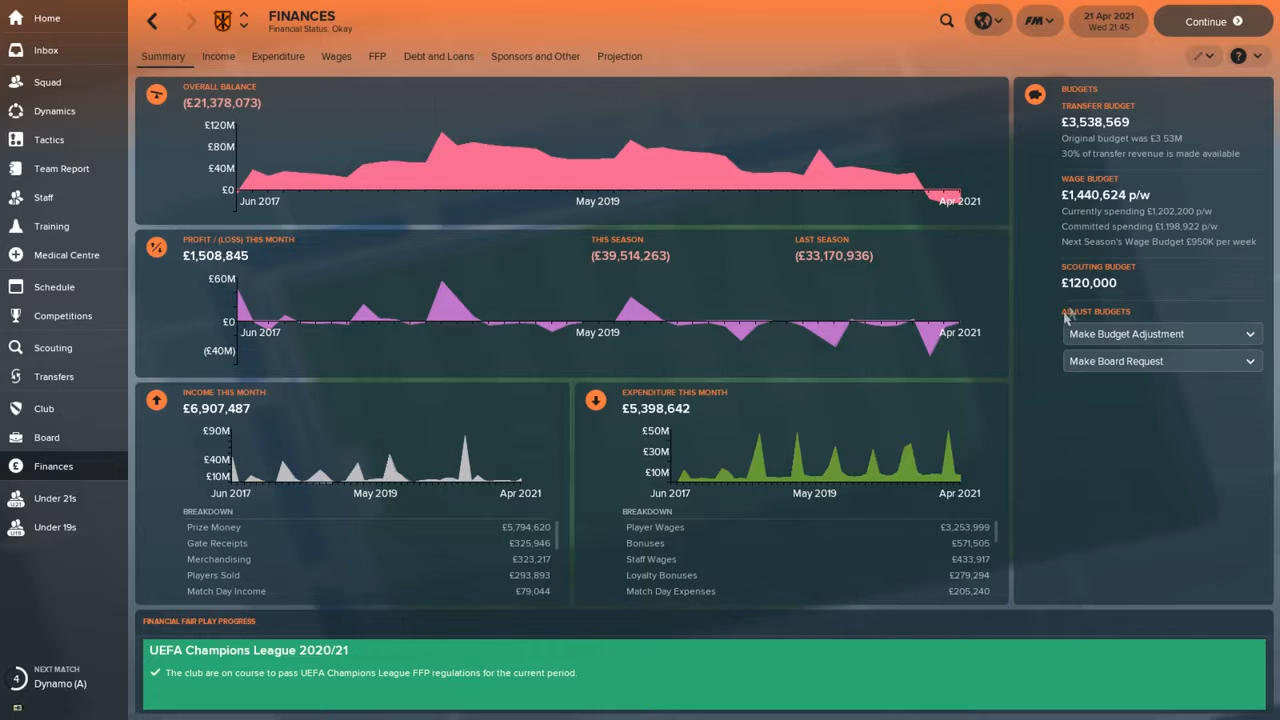 Home
Inbox
Squad
Dynamics
Tactics
Team Report
Staff
Training
Medical Centre
Schedule
Competitions
Scouting
Transfers
Club
Board
Finances
Under 21s
Under 19s
NEXT MATCH
4
Dynamo (A)
FINANCES
Financial Status: Okay
FM
21 Apr 2021
Wed 21:45
Continue
Summary Income Expenditure Wages FFP Debt and Loans Sponsors and Other Projection
OVERALL BALANCE
(£21,378,073)
£120M
£80M
£40M
£0
Jun 2017 May 2019 Apr 2021
PROFIT / (LOSS) THIS MONTH
£1,508,845
THIS SEASON
(£39,514,263)
LAST SEASON
(£33,170,936)
£60M
£0
(£40M)
Jun 2017 May 2019 Apr 2021
INCOME THIS MONTH
£6,907,487
£90M
£40M
£10M
Jun 2017 May 2019 Apr 2021
BREAKDOWN
Prize Money £5,794,620
Gate Receipts £325,946
Merchandising £323,217
Players Sold £293,893
Match Day Income £79,044
EXPENDITURE THIS MONTH
£5,398,642
£50M
£30M
£10M
Jun 2017 May 2019 Apr 2021
BREAKDOWN
Player Wages £3,253,999
Bonuses £571,505
Staff Wages £433,917
Loyalty Bonuses £279,294
Match Day Expenses £205,240
BUDGETS
TRANSFER BUDGET
£3,538,569
Original budget was £3.53M
30% of transfer revenue is made available
WAGE BUDGET
£1,440,624 p/w
Currently spending £1,202,200 p/w
Committed spending £1,198,922 p/w
Next Season's Wage Budget £950K per week
SCOUTING BUDGET
£120,000
ADJUST BUDGETS
Make Budget Adjustment
Make Board Request
FINANCIAL FAIR PLAY PROGRESS
UEFA Champions League 2020/21
The club are on course to pass UEFA Champions League FFP regulations for the current period.